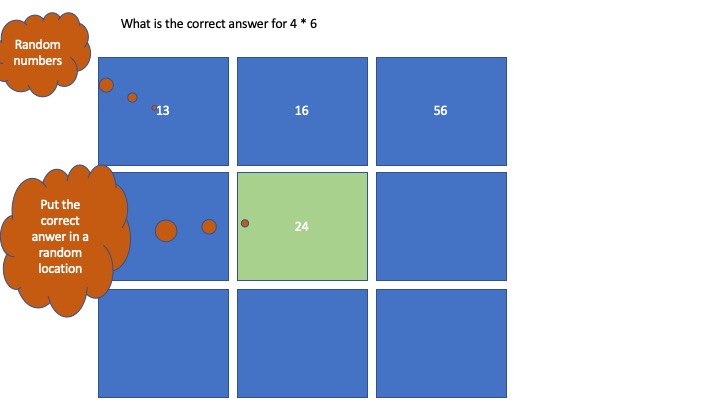 What is the correct answer for 4 * 6
Random
numbers
13
16
56
Put the
correct
anwer in a
random
location
24